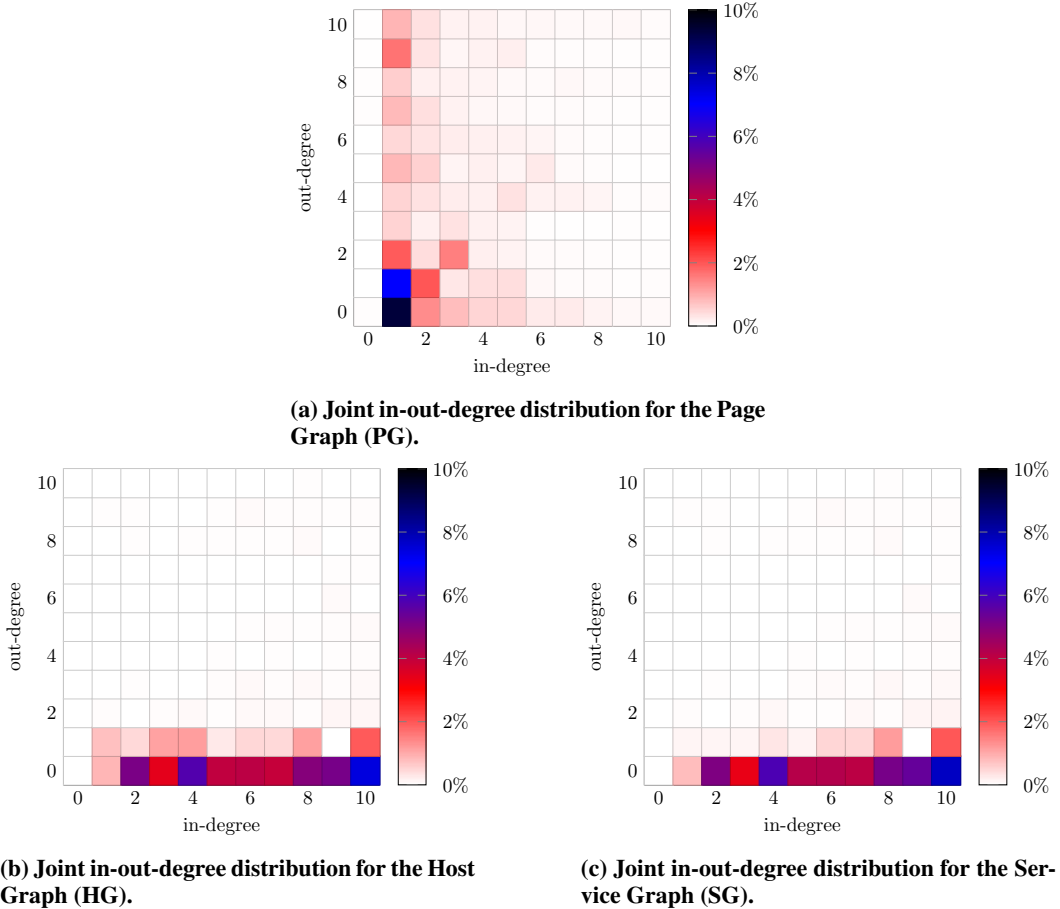 10
8
6
4
2
0
out-degree
0 2 4 6 8 10
in-degree
10%
8%
6%
4%
2%
0%
(a) Joint in-out-degree distribution for the Page
Graph (PG).
10
8
6
4
2
0
out-degree
0 2 4 6 8 10
in-degree
10%
8%
6%
4%
2%
0%
(b) Joint in-out-degree distribution for the Host
Graph (HG).
10
8
6
4
2
0
out-degree
0 2 4 6 8 10
in-degree
10%
8%
6%
4%
2%
0%
(c) Joint in-out-degree distribution for the Ser-
vice Graph (SG).